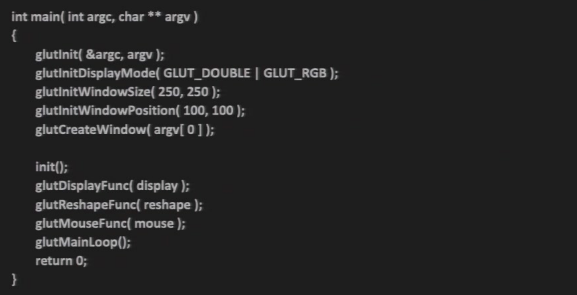 int main( int argc, char ** argv )
{
glutInit( &argc, argv );
glutInitDisplayMode( GLUT_DOUBLE | GLUT_RGB );
glutInitWindowSize( 250, 250 );
glutInitWindowPosition( 100, 100 );
glutCreateWindow( argv[ 0 ] );
init();
glutDisplayFunc( display );
glutReshapeFunc( reshape );
glutMouseFunc( mouse );
glutMainLoop();
return 0;
}